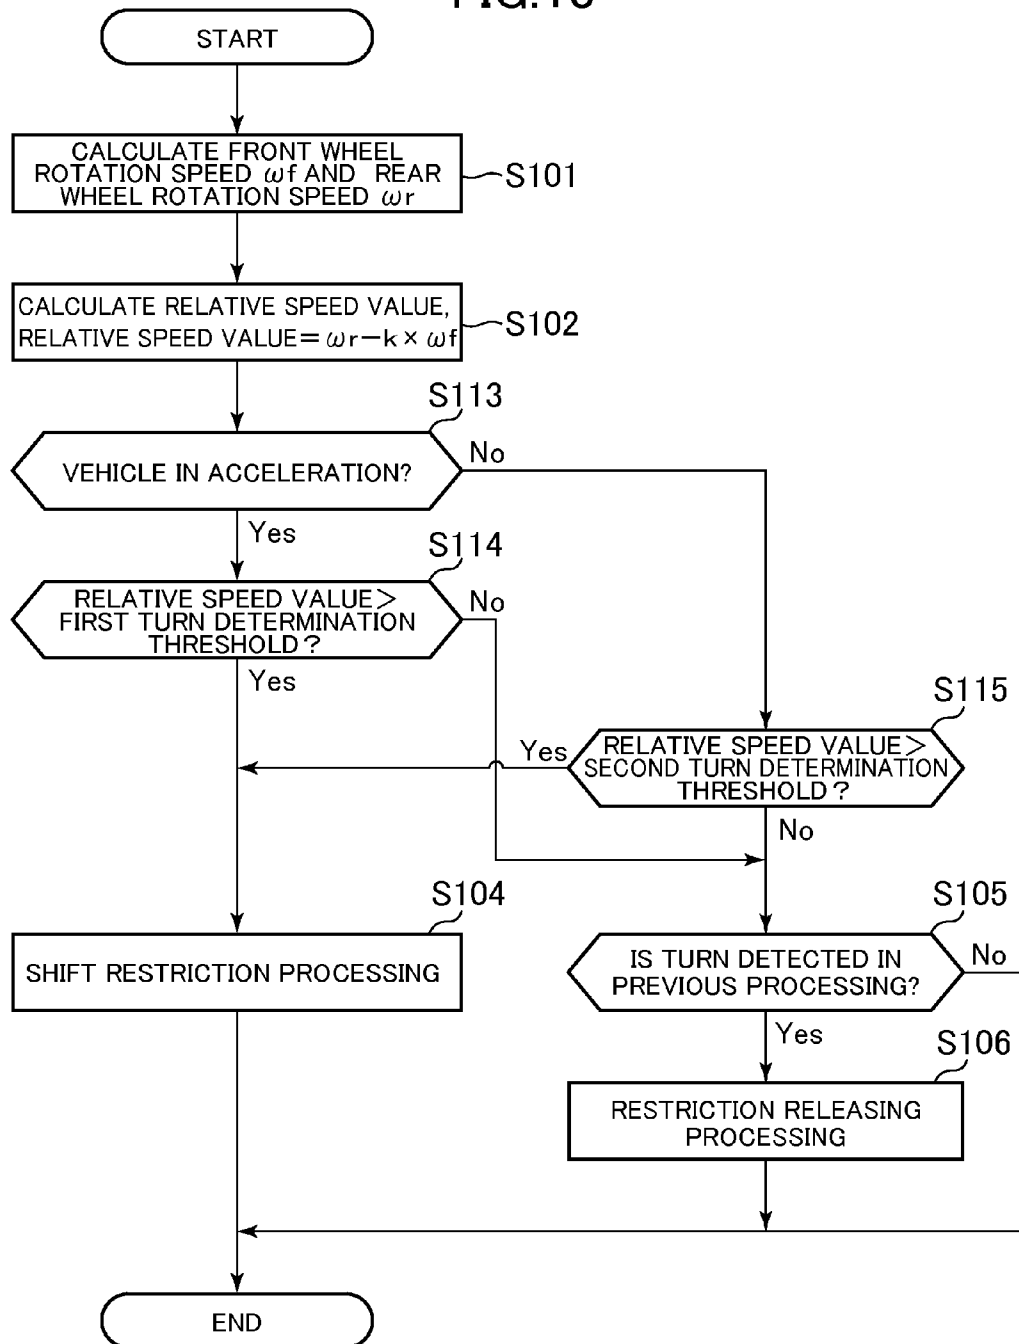 START
CALCULATE FRONT WHEEL
ROTATION SPEED ωf AND REAR
WHEEL ROTATION SPEED ωr
S101
CALCULATE RELATIVE SPEED VALUE,
RELATIVE SPEED VALUE=ωr−k×ωf
S102
S113
VEHICLE IN ACCELERATION?
No
Yes
S114
RELATIVE SPEED VALUE>
FIRST TURN DETERMINATION
THRESHOLD?
No
Yes
S115
RELATIVE SPEED VALUE>
SECOND TURN DETERMINATION
THRESHOLD?
Yes
No
S104
SHIFT RESTRICTION PROCESSING
S105
IS TURN DETECTED IN
PREVIOUS PROCESSING?
No
Yes
S106
RESTRICTION RELEASING
PROCESSING
END